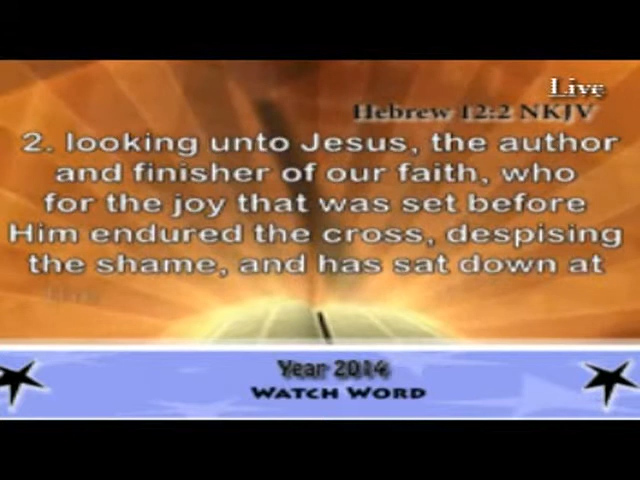 Live
Hebrew 12:2 NKJV
2. looking unto Jesus, the author
and finisher of our faith, who
for the joy that was set before
Him endured the cross, despising
the shame, and has sat down at
Year 2014
WATCH WORD